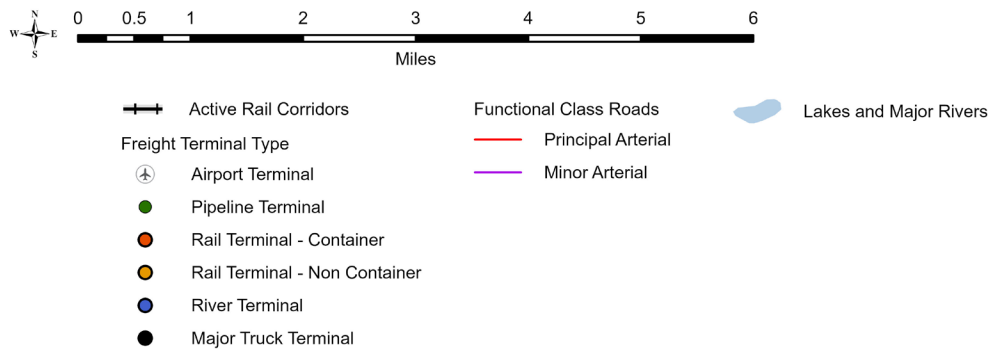 N
W E
S
0 0.5 1 2 3 4 5 6
Miles
Active Rail Corridors
Freight Terminal Type
Airport Terminal
Pipeline Terminal
Rail Terminal - Container
Rail Terminal - Non Container
River Terminal
Major Truck Terminal
Functional Class Roads
Principal Arterial
Minor Arterial
Lakes and Major Rivers